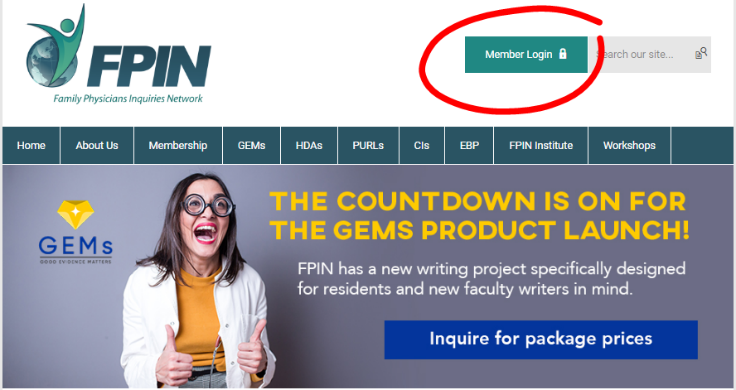 FPIN
Family Physicians Inquiries Network
Member Login
Search our site...
Home
About Us
Membership
GEMs
HDAs
PURLs
CIs
EBP
FPIN Institute
Workshops
GEMs
GOOD EVIDENCE MATTERS
THE COUNTDOWN IS ON FOR
THE GEMS PRODUCT LAUNCH!
FPIN has a new writing project specifically designed
for residents and new faculty writers in mind.
Inquire for package prices